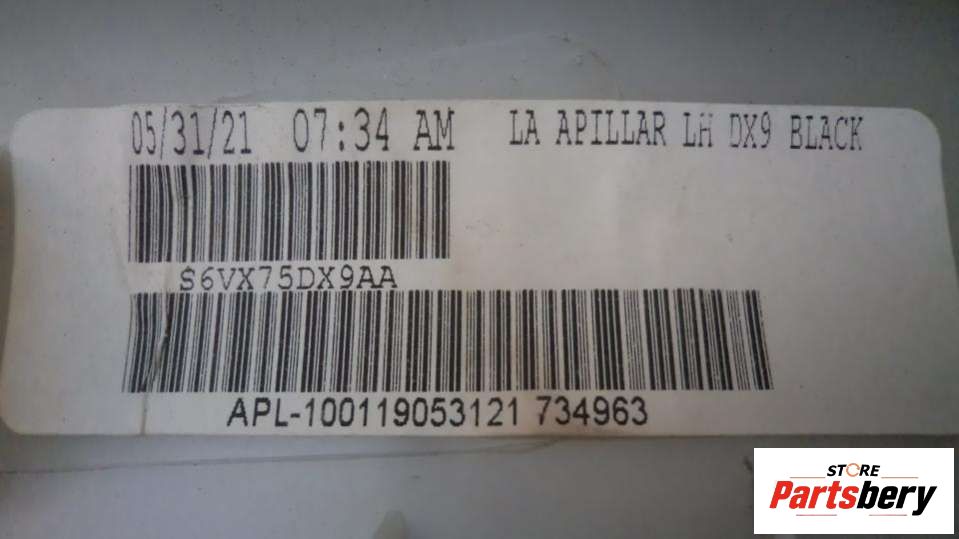 05/31/21 07:34 AM LA APILLAR LH DX9 BLACK
S6VX75DX9AA
APL-100119053121 734963
STORE
Partsbery